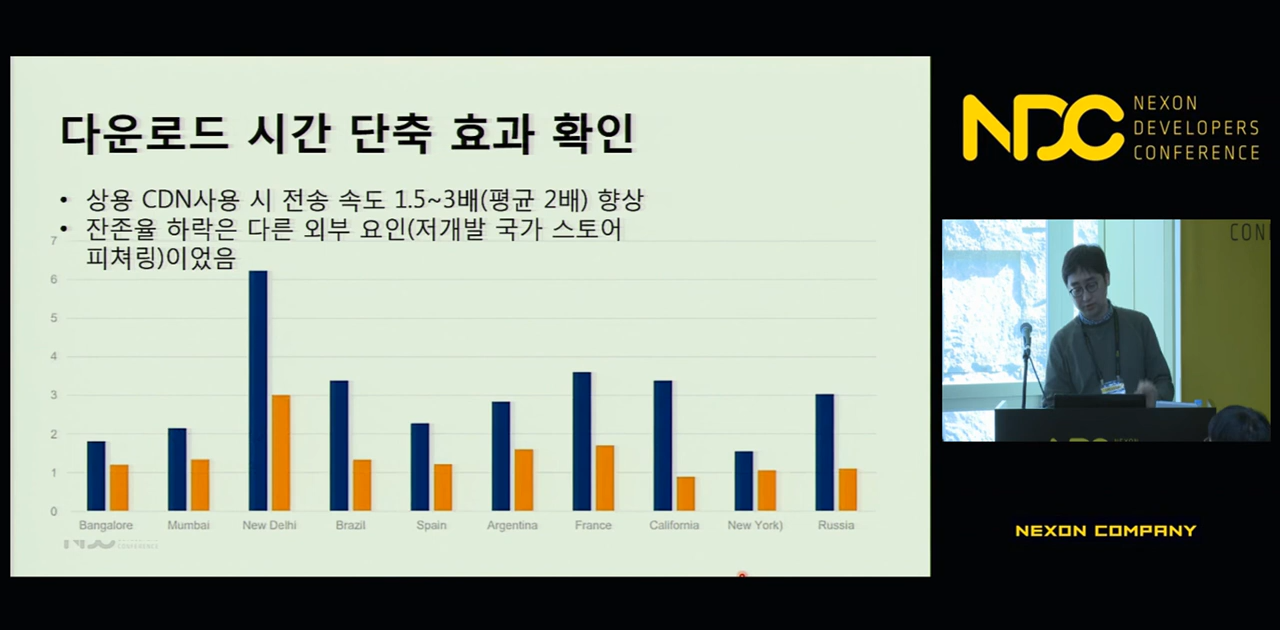 다운로드 시간 단축 효과 확인
• 상용 CDN사용 시 전송 속도 1.5~3배(평균 2배) 향상
• 잔존율 하락은 다른 외부 요인(저개발 국가 스토어
피쳐링)이었음
7
6
5
4
3
2
1
0
Bangalore
Mumbai
New Delhi
Brazil
Spain
Argentina
France
California
New York)
Russia
CONFERENCE
NDC
NEXON
DEVELOPERS
CONFERENCE
CON
NEXON
NEXON COMPANY